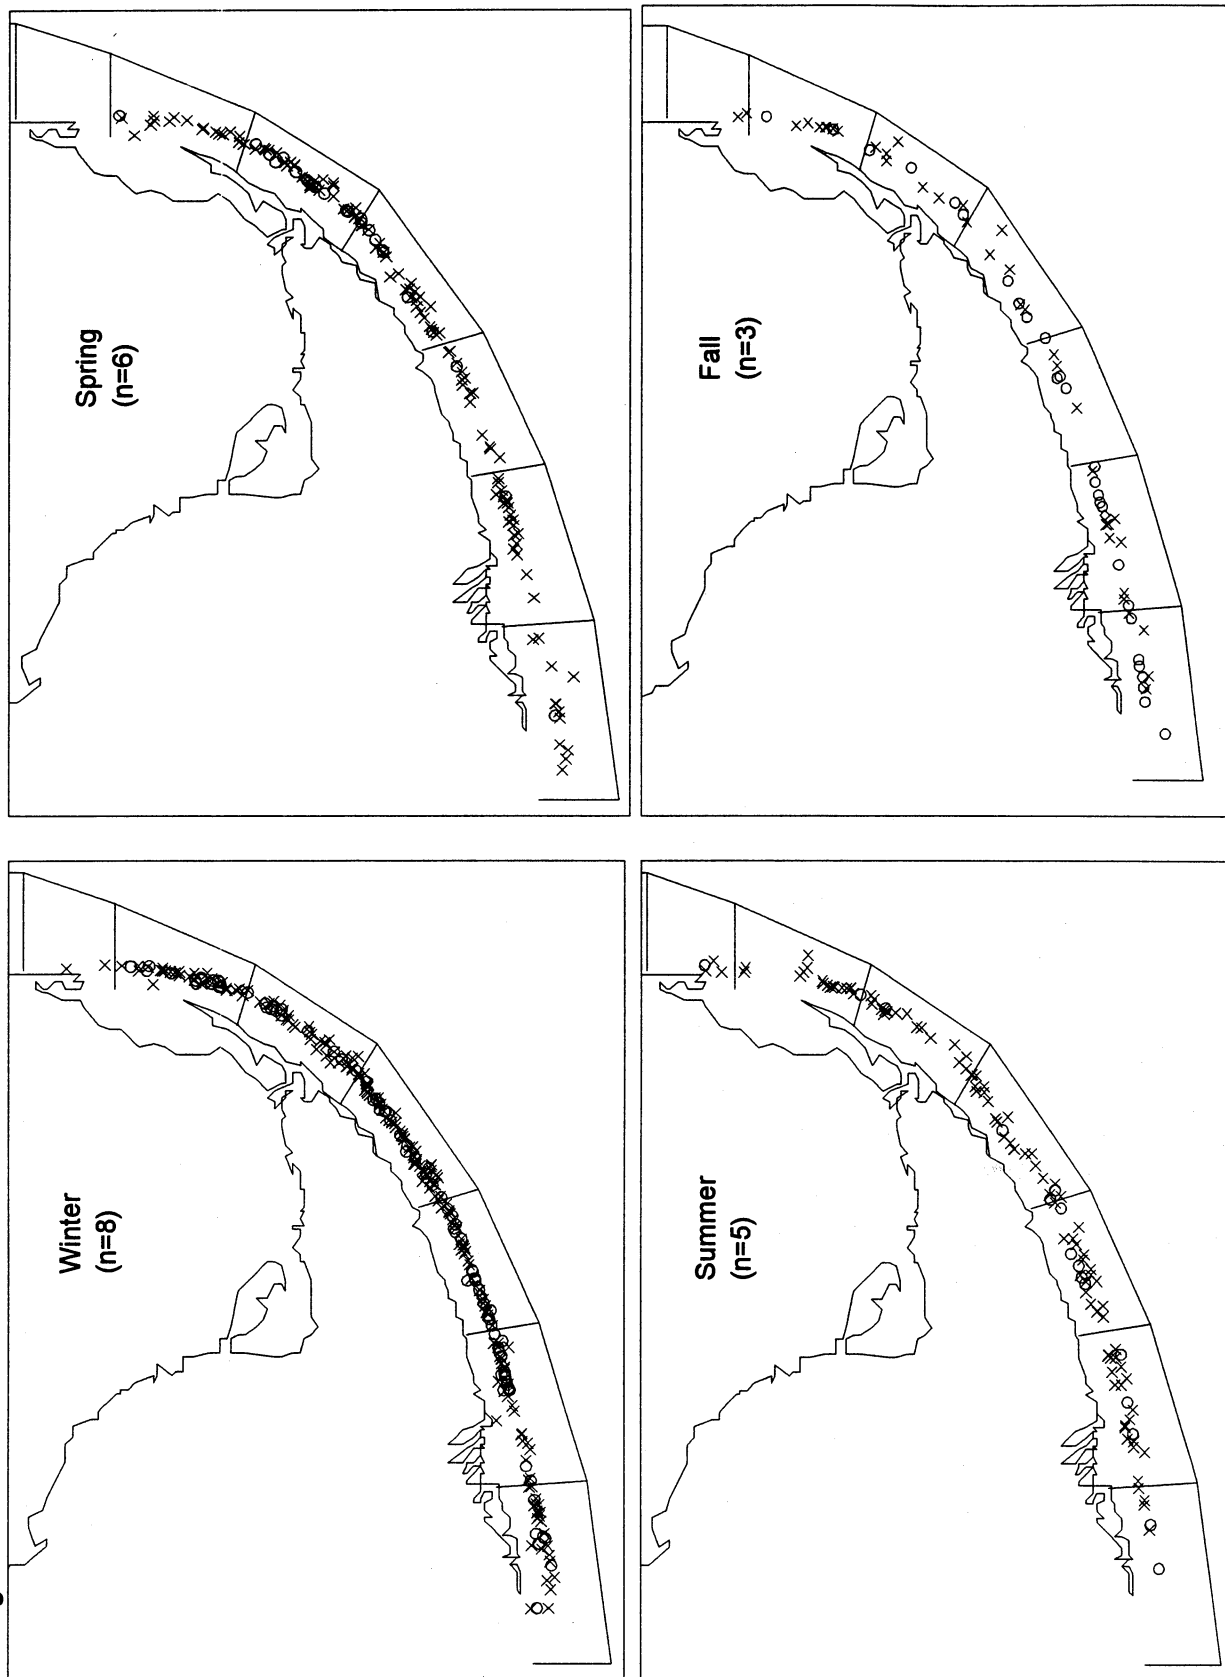 Winter
(n=8)
Spring
(n=6)
Summer
(n=5)
Fall
(n=3)